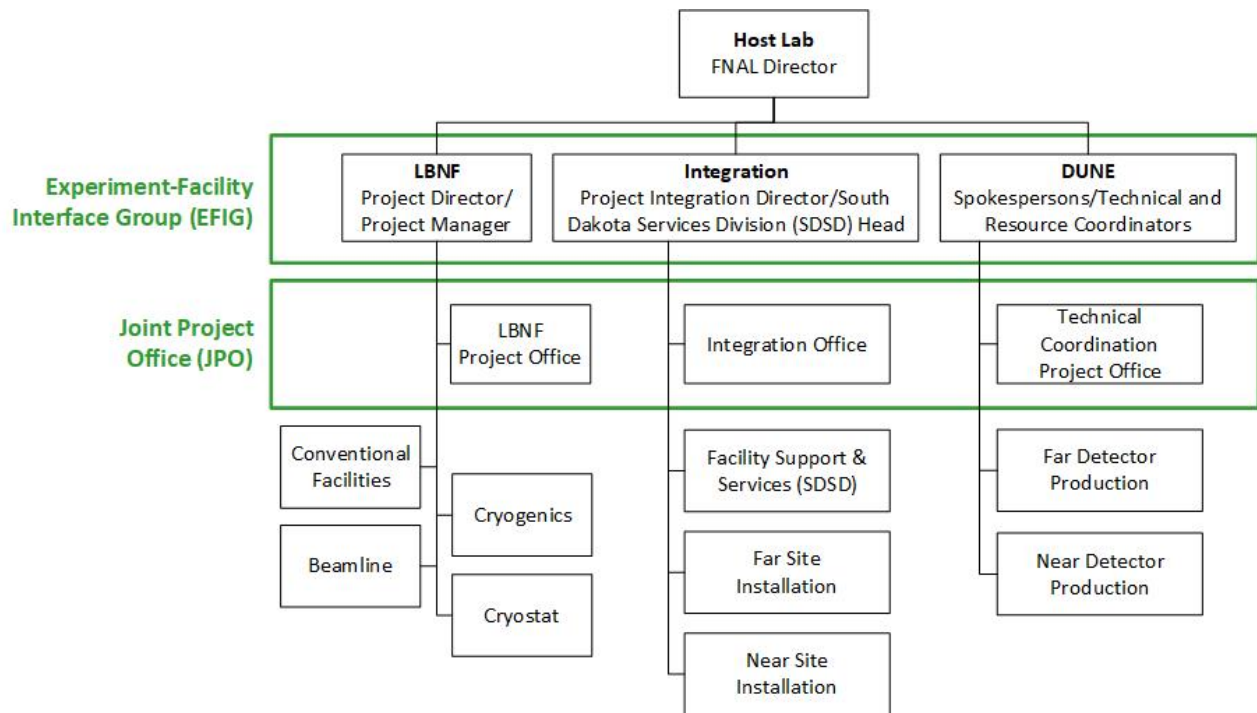 Host Lab
FNAL Director
Experiment-Facility
Interface Group (EFIG)
LBNF
Project Director/
Project Manager
Integration
Project Integration Director/South
Dakota Services Division (SDSD) Head
DUNE
Spokespersons/Technical and
Resource Coordinators
Joint Project
Office (JPO)
LBNF
Project Office
Integration Office
Technical
Coordination
Project Office
Conventional
Facilities
Cryogenics
Beamline
Cryostat
Facility Support &
Services (SDSD)
Far Site
Installation
Near Site
Installation
Far Detector
Production
Near Detector
Production